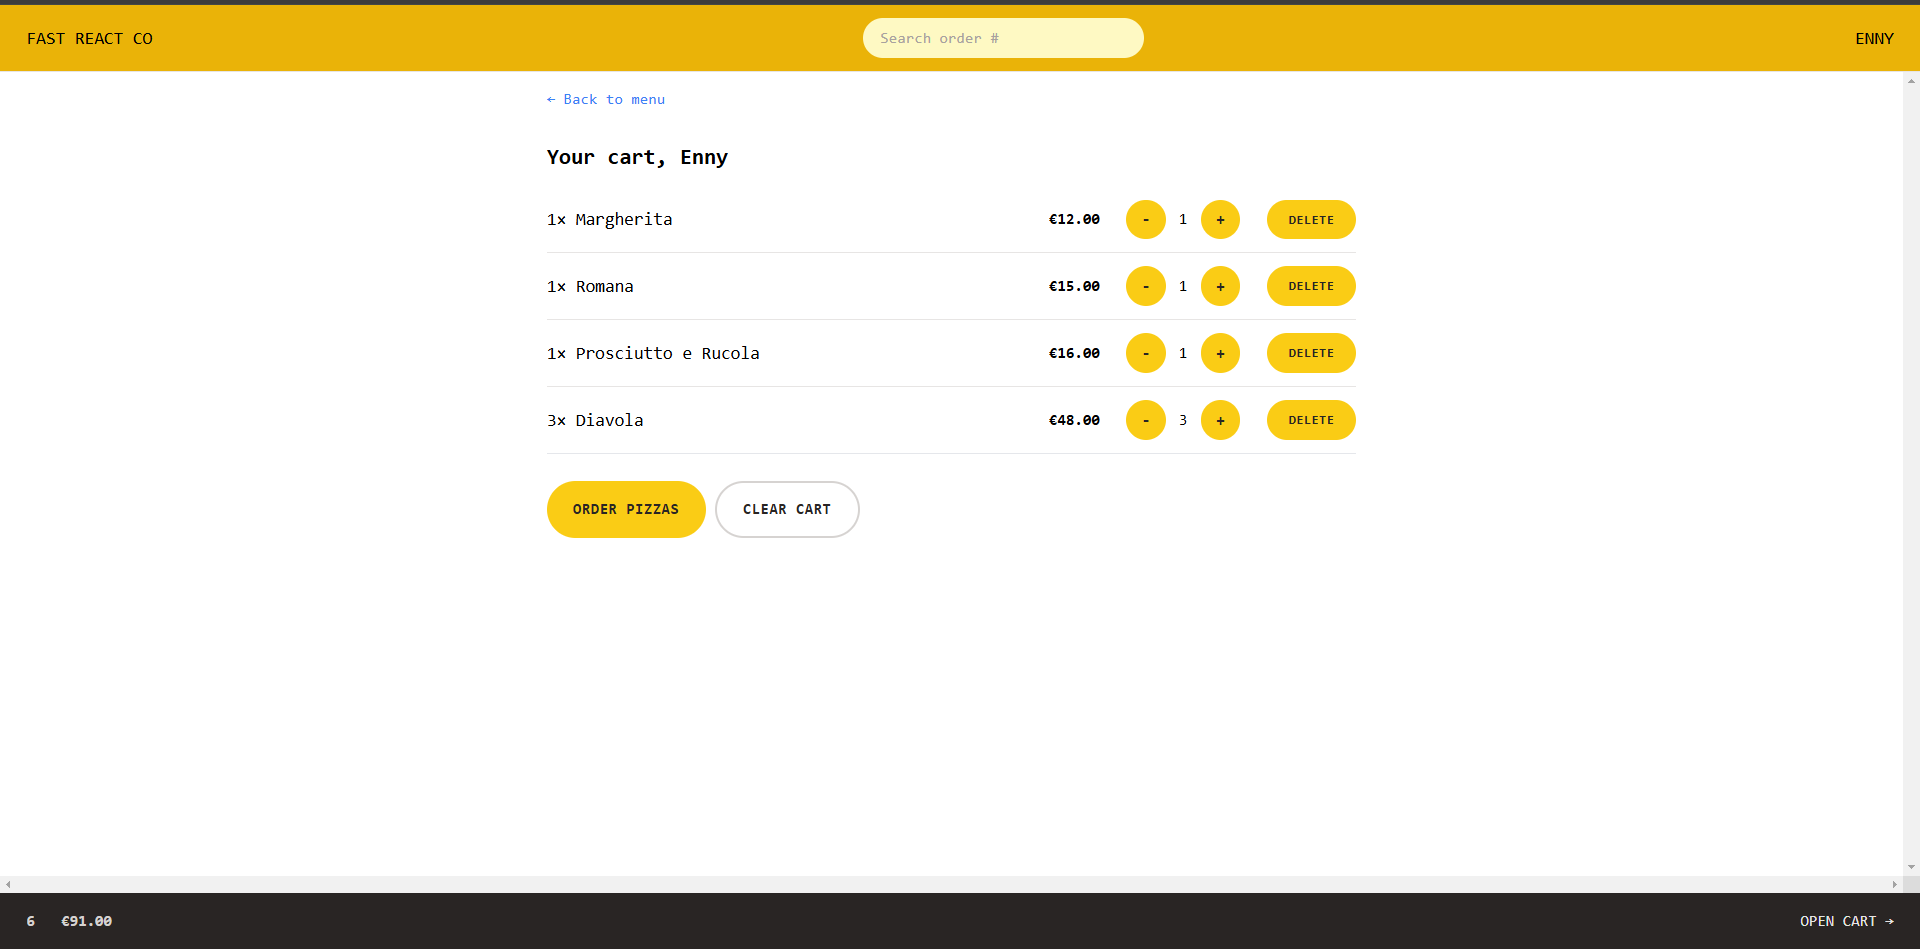 FAST REACT CO
Search order #
ENNY
← Back to menu
Your cart, Enny
1× Margherita €12.00 - 1 + DELETE
1× Romana €15.00 - 1 + DELETE
1× Prosciutto e Rucola €16.00 - 1 + DELETE
3× Diavola €48.00 - 3 + DELETE
ORDER PIZZAS CLEAR CART
6 €91.00 OPEN CART →